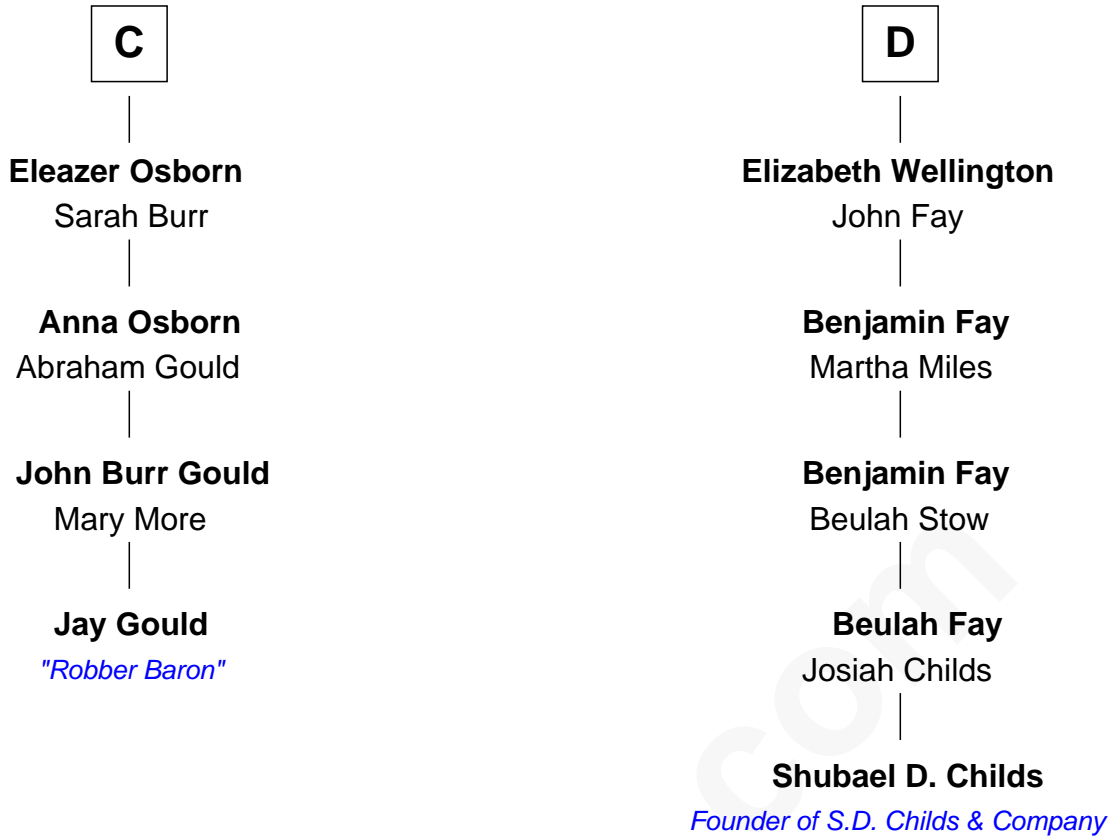 C
Eleazer Osborn
Sarah Burr
Anna Osborn
Abraham Gould
John Burr Gould
Mary More
Jay Gould
"Robber Baron"
D
Elizabeth Wellington
John Fay
Benjamin Fay
Martha Miles
Benjamin Fay
Beulah Stow
Beulah Fay
Josiah Childs
Shubael D. Childs
Founder of S.D. Childs & Company
com